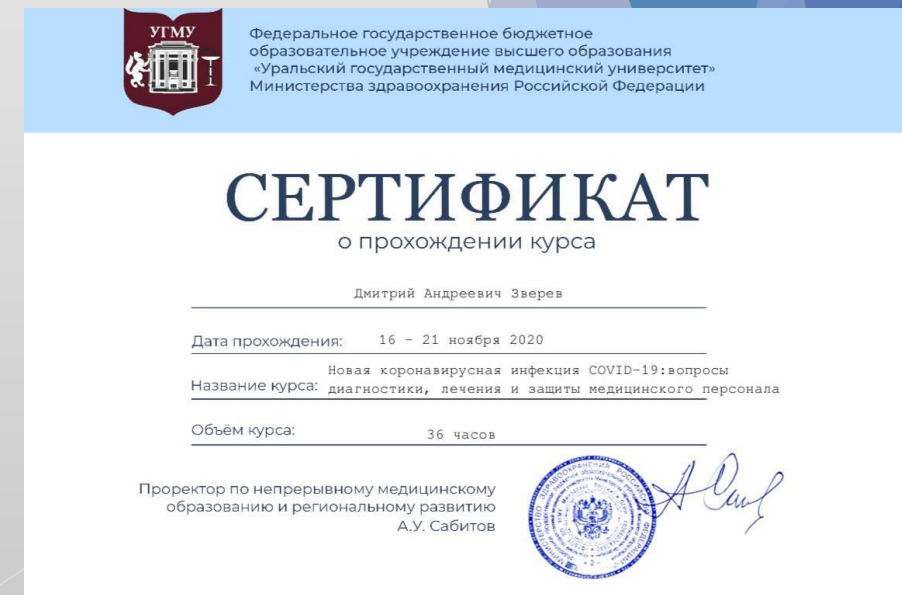 УГМУ
Федеральное государственное бюджетное
образовательное учреждение высшего образования
«Уральский государственный медицинский университет»
Министерства здравоохранения Российской Федерации
СЕРТИФИКАТ
о прохождении курса
Дмитрий Андреевич Зверев
Дата прохождения: 16 – 21 ноября 2020
Новая коронавирусная инфекция COVID-19:вопросы
Название курса: диагностики, лечения и защиты медицинского персонала
Объём курса: 36 часов
Проректор по непрерывному медицинскому
образованию и региональному развитию
А.У. Сабитов